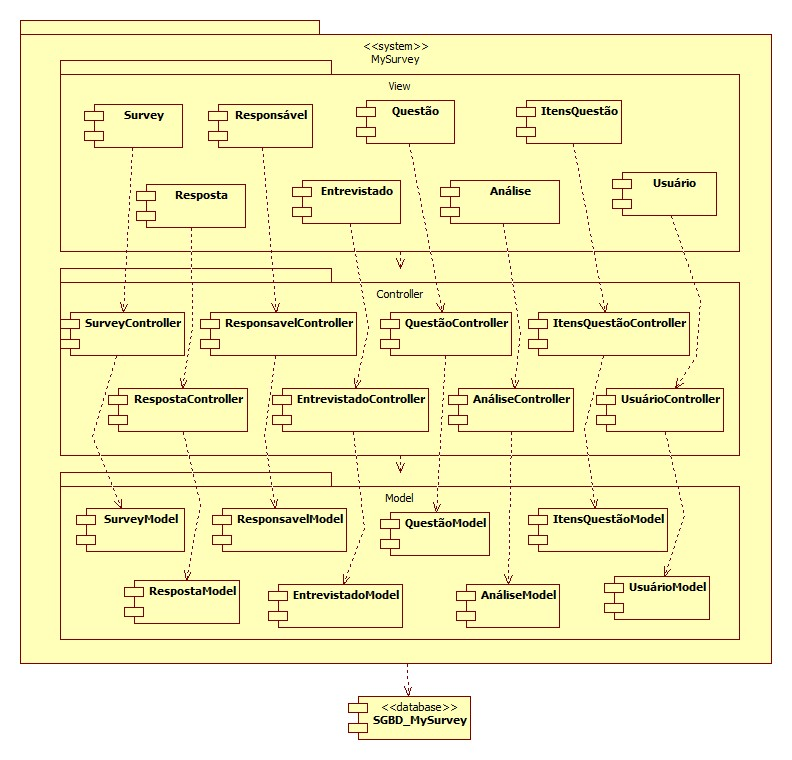 <<system>>
MySurvey
View
Survey
Responsável
Questão
ItensQuestão
Resposta
Entrevistado
Análise
Usuário
Controller
SurveyController
ResponsavelController
QuestãoController
ItensQuestãoController
RespostaController
EntrevistadoController
AnáliseController
UsuárioController
Model
SurveyModel
ResponsavelModel
QuestãoModel
ItensQuestãoModel
RespostaModel
EntrevistadoModel
AnáliseModel
UsuárioModel
<<database>>
SGBD_MySurvey